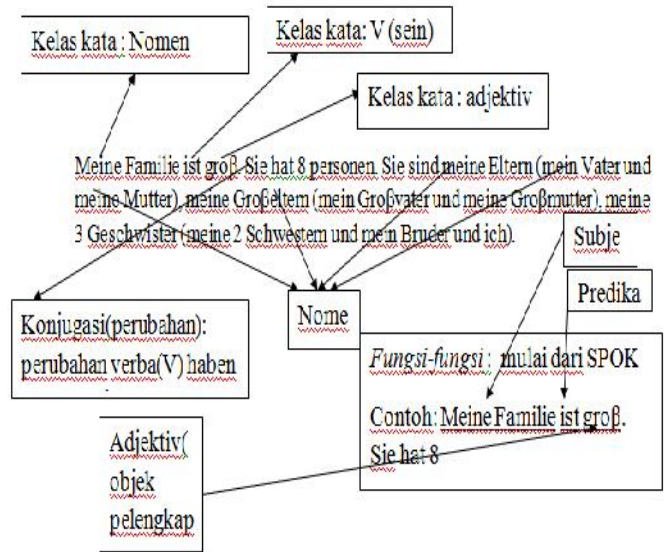 Kelas kata : Nomen
Kelas kata: V (sein)
Kelas kata : adjektiv
Meine Familie ist groß. Sie hat 8 personen. Sie sind meine Eltern (mein Vater und
meine Mutter), meine Großeltern (mein Großvater und meine Großmutter), meine
3 Geschwister (meine 2 Schwestern und mein Bruder und ich).
Subje
Predika
Nome
Konjugasi(perubahan):
perubahan verba(V) haben
Fungsi-fungsi : mulai dari SPOK
Contoh: Meine Familie ist groß.
Sie hat 8
Adjektiv(
objek
pelengkap